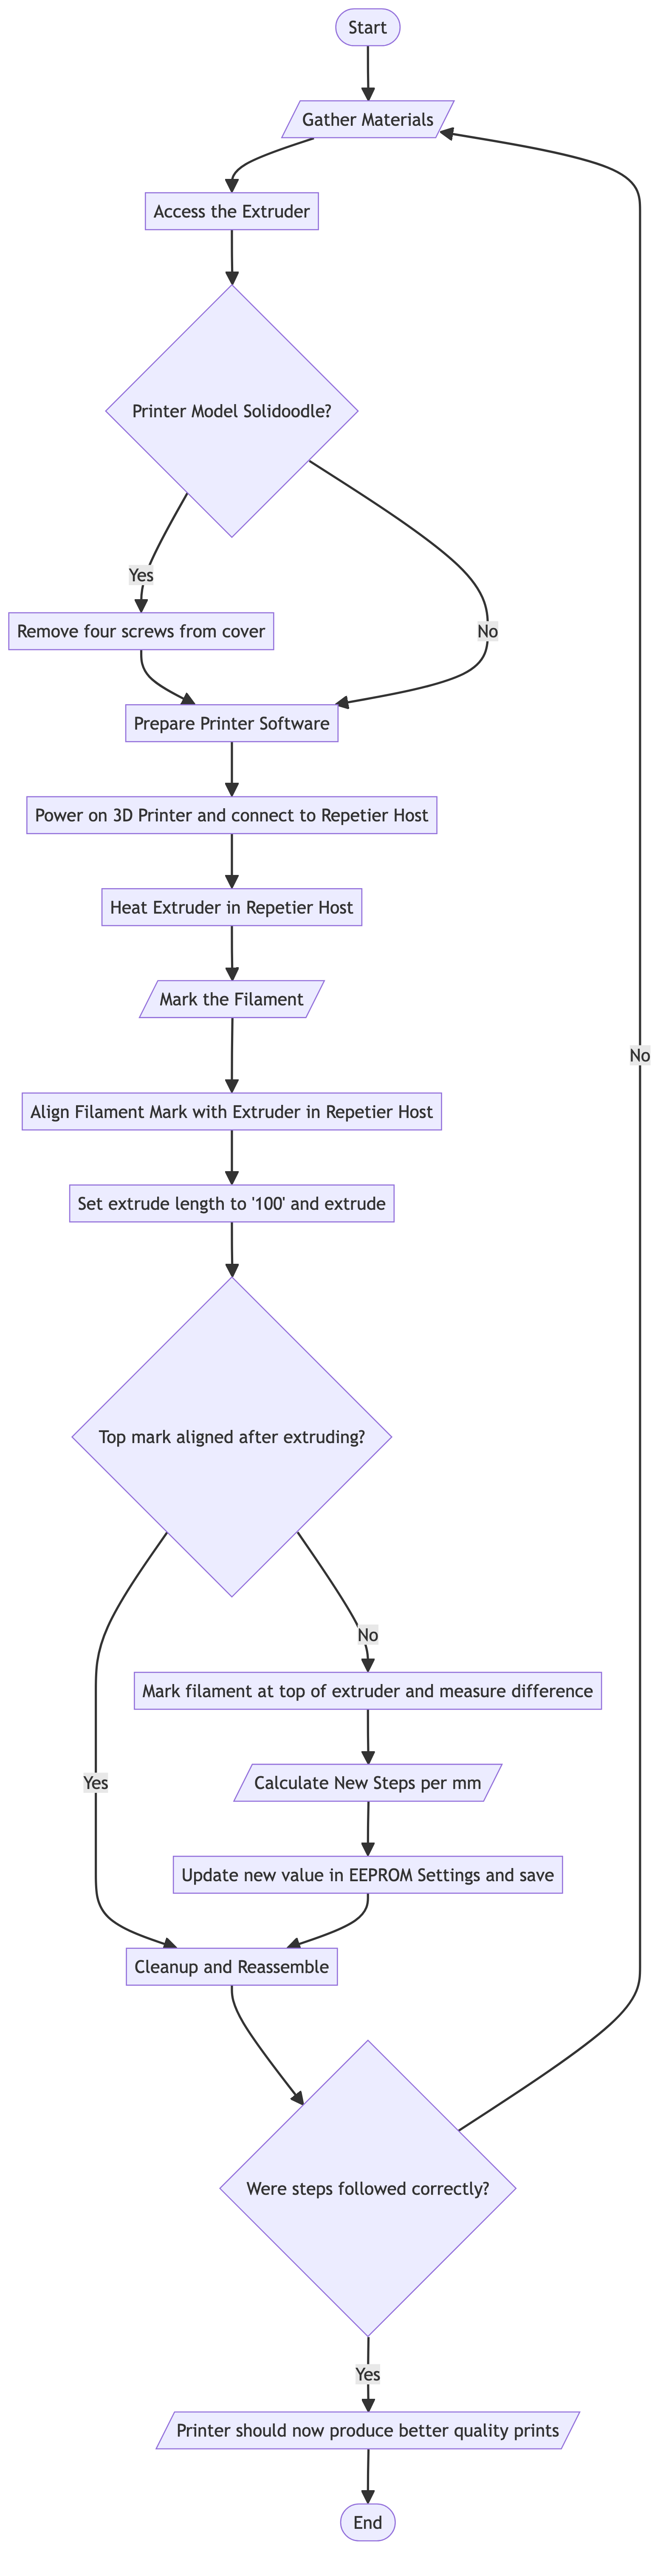 Start
Gather Materials
Access the Extruder
Printer Model Solidoodle?
Yes
Remove four screws from cover
No
Prepare Printer Software
Power on 3D Printer and connect to Repetier Host
Heat Extruder in Repetier Host
Mark the Filament
No
Align Filament Mark with Extruder in Repetier Host
Set extrude length to '100' and extrude
Top mark aligned after extruding?
No
Mark filament at top of extruder and measure difference
Yes
Calculate New Steps per mm
Update new value in EEPROM Settings and save
Cleanup and Reassemble
Were steps followed correctly?
Yes
Printer should now produce better quality prints
End